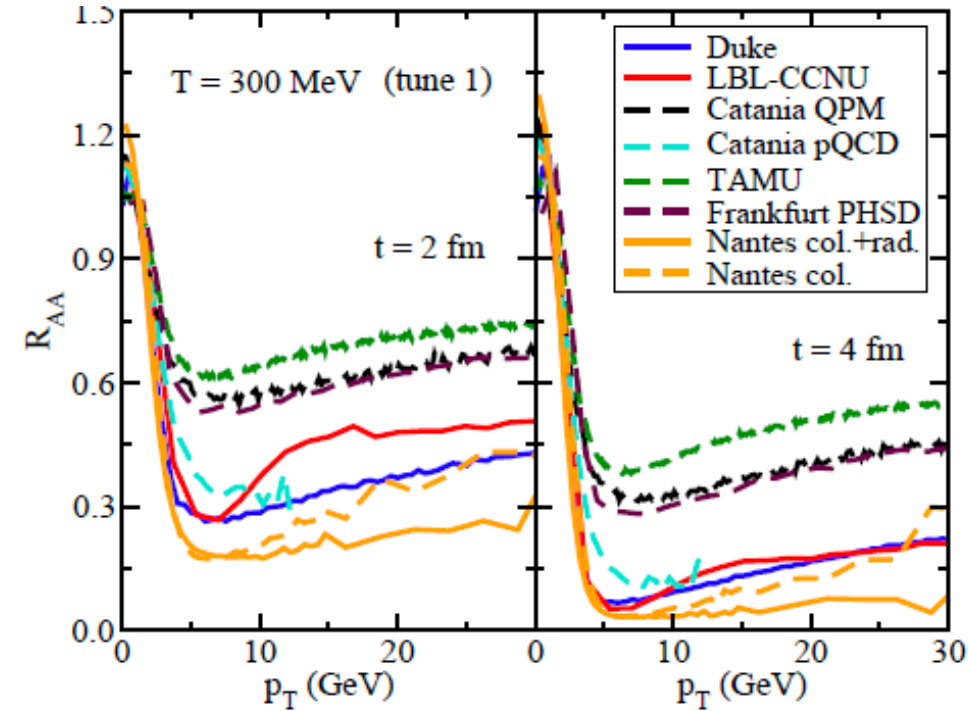 1.5
1.2
0.9
0.6
0.3
0.0
R_AA
T = 300 MeV (tune 1)
t = 2 fm
0 10 20
p_T (GeV)
Duke
LBL-CCNU
Catania QPM
Catania pQCD
TAMU
Frankfurt PHSD
Nantes col.+rad.
Nantes col.
t = 4 fm
0 10 20 30
p_T (GeV)